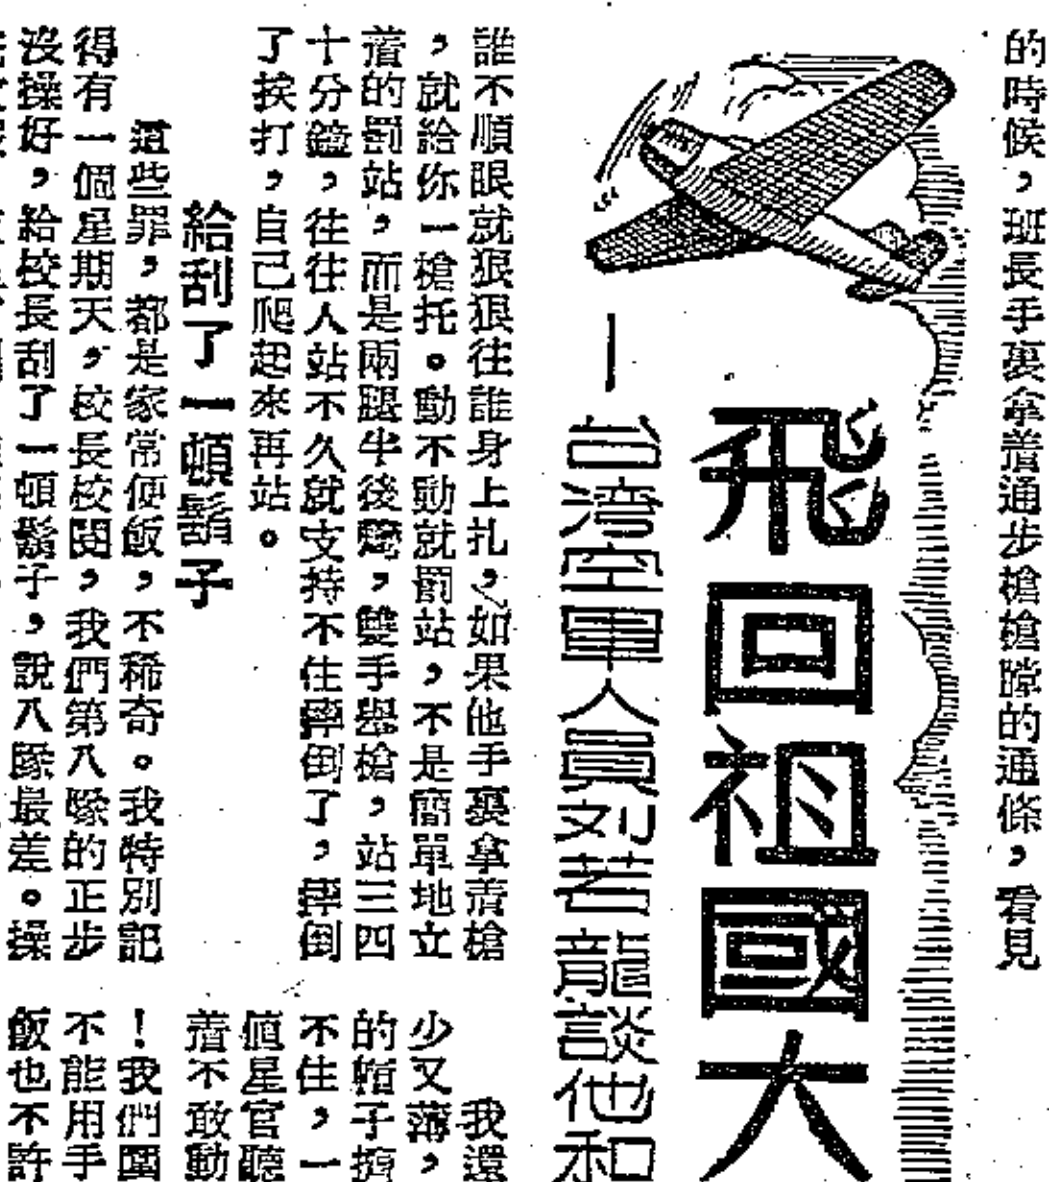 的時候，班長手裏拿着通步槍槍膛的通條，看見
飛回祖國大
—台湾空軍人員刘若龍談他和
誰不順眼就狠狠往誰身上扎，如果他手裏拿着槍
，就給你一槍托。動不動就罰站，不是簡單地立
着的罰站，而是兩腿半後彎，雙手舉槍，站三四
十分鐘，往往人站不久就支持不住摔倒了，摔倒
了挨打，自己爬起來再站。
給刮了一頓鬍子
這些罪，都是家常便飯，不稀奇。我特別記
得有一個星期天，校長校閱，我們第八隊的正步
沒操好，給校長刮了一頓鬍子，說八隊最差。操
我還
少又薄，
的帽子擠
不住，一
值星官聽
着不敢動
！我們圍
不能用手
飯也不許